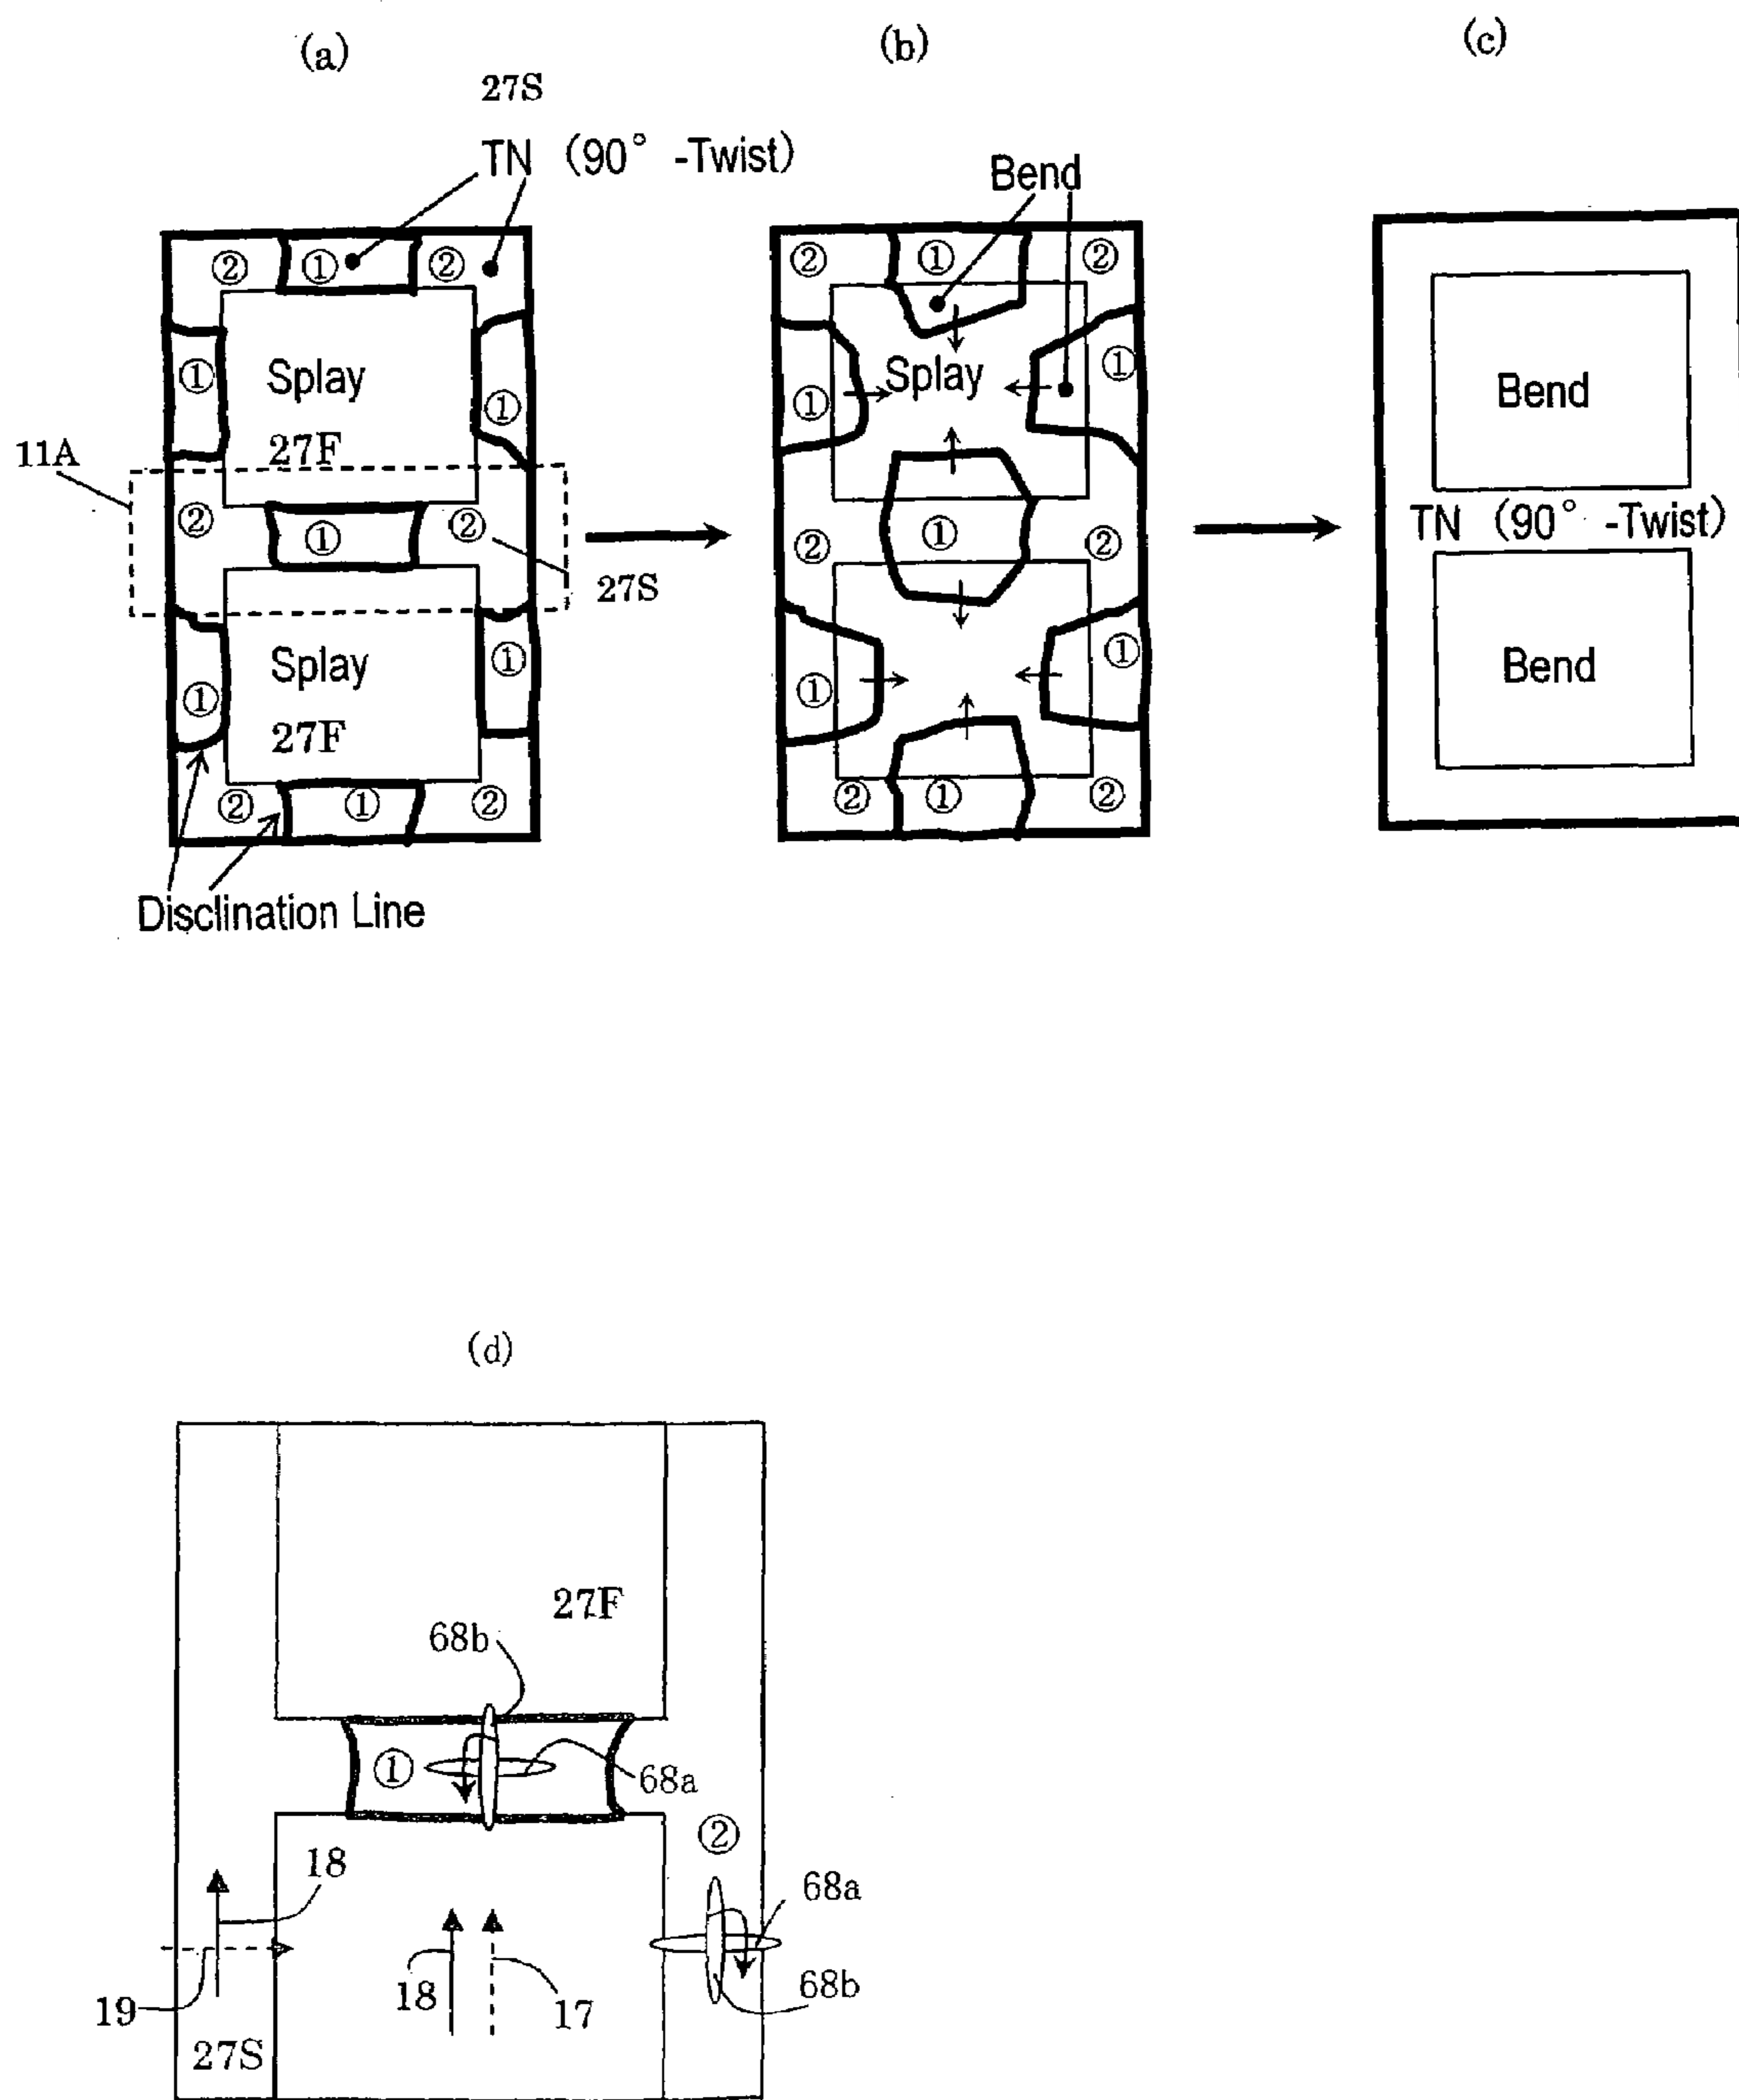 (a)
(b)
(c)
27S
TN (90° -Twist)
② ① ②
①
Splay
①
27F
11A
② ① ②
27S
①
Splay
①
27F
② ① ②
Disclination Line
Bend
② ① ②
①
Splay
①
② ① ②
①
①
② ① ②
Bend
TN (90° -Twist)
Bend
(d)
27F
68b
①
68a
②
18
68a
19
18
17
68b
27S